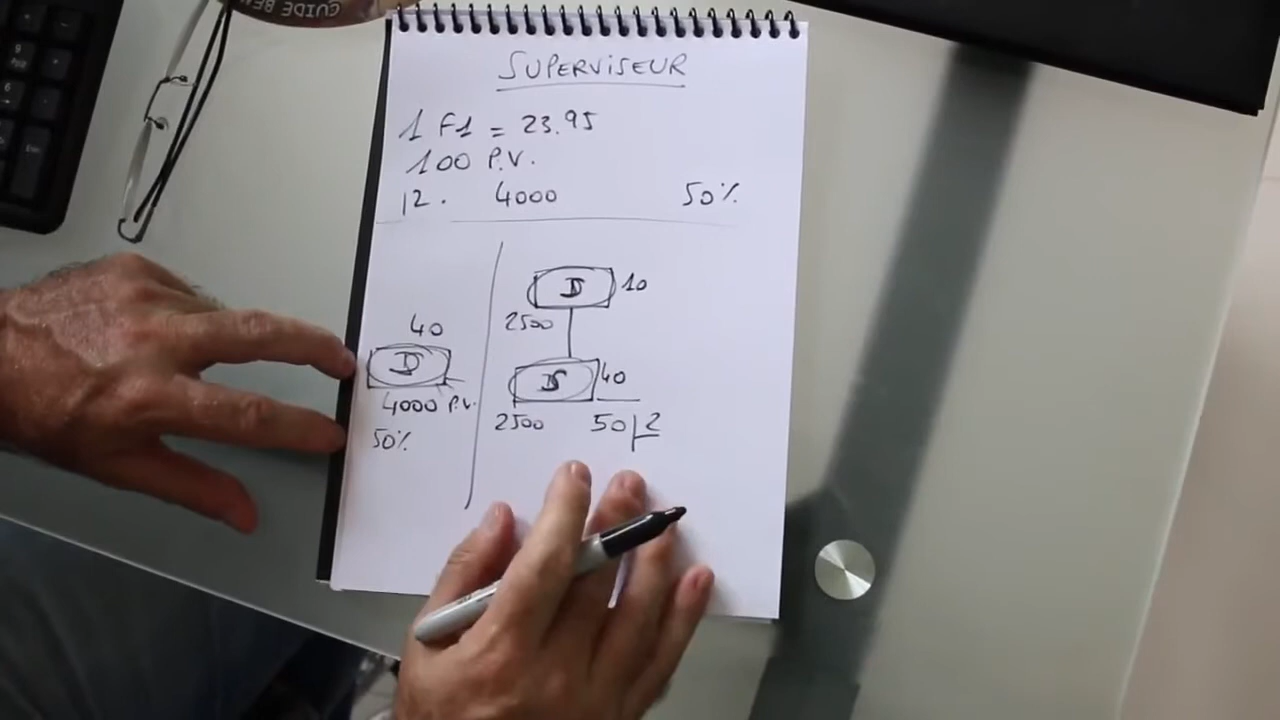 GUIDE
SUPERVISEUR
1 F1 = 23.95
100 P.V.
12. 4000 50%
40
D
4000 P.V.
50%
D 10
2500
40
2500 50 2